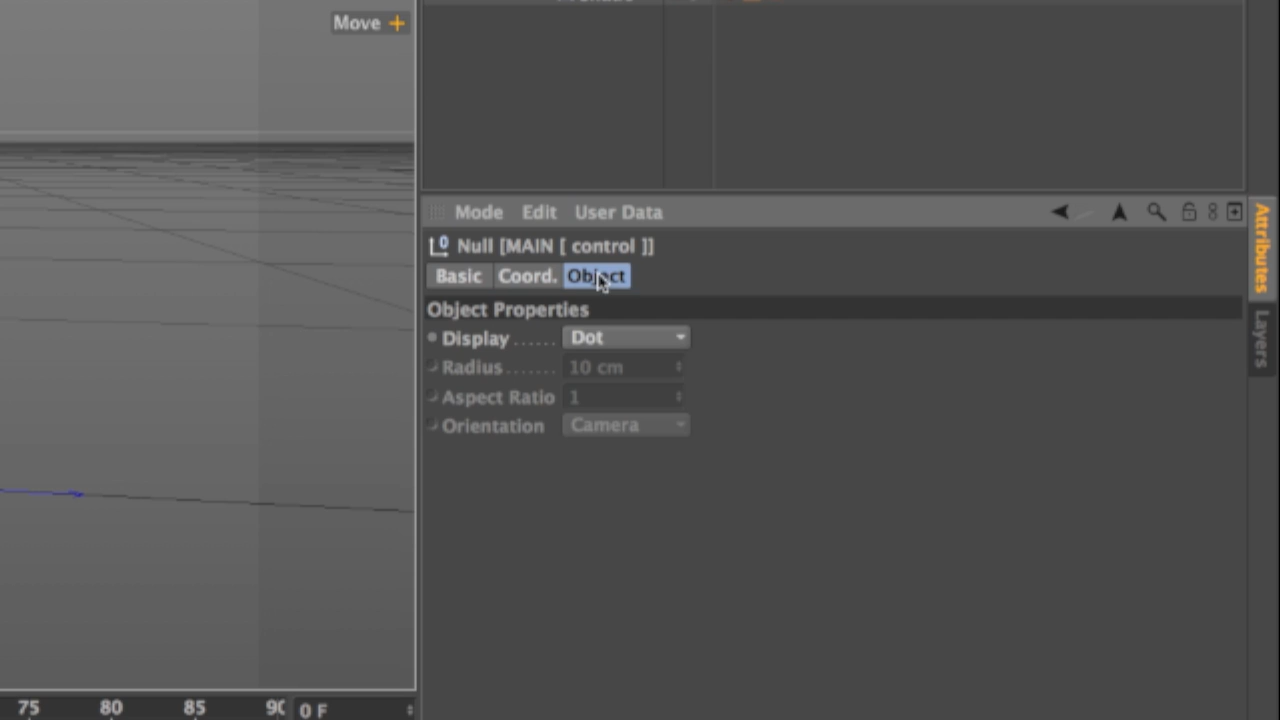 Move
Mode Edit User Data
Null [MAIN [ control ]]
Basic Coord. Object
Object Properties
Display ...... Dot
Radius ....... 10 cm
Aspect Ratio 1
Orientation Camera
Attributes
Layers
75 80 85 90 0 F